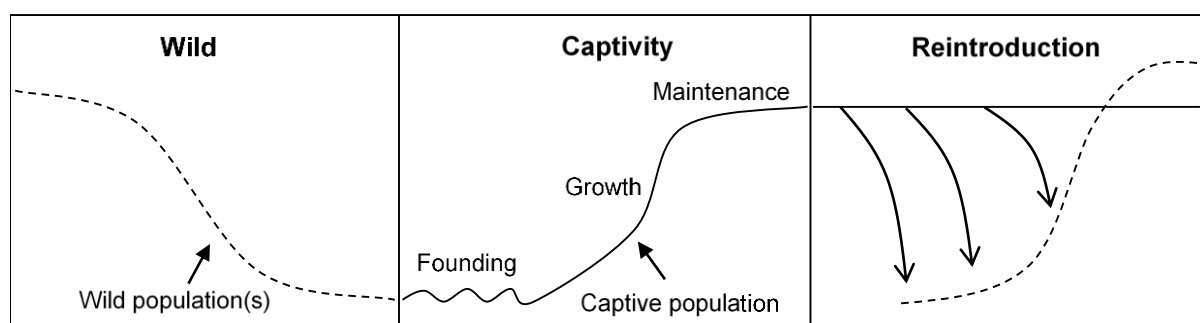 Wild
Captivity
Reintroduction
Maintenance
Growth
Founding
Wild population(s)
Captive population